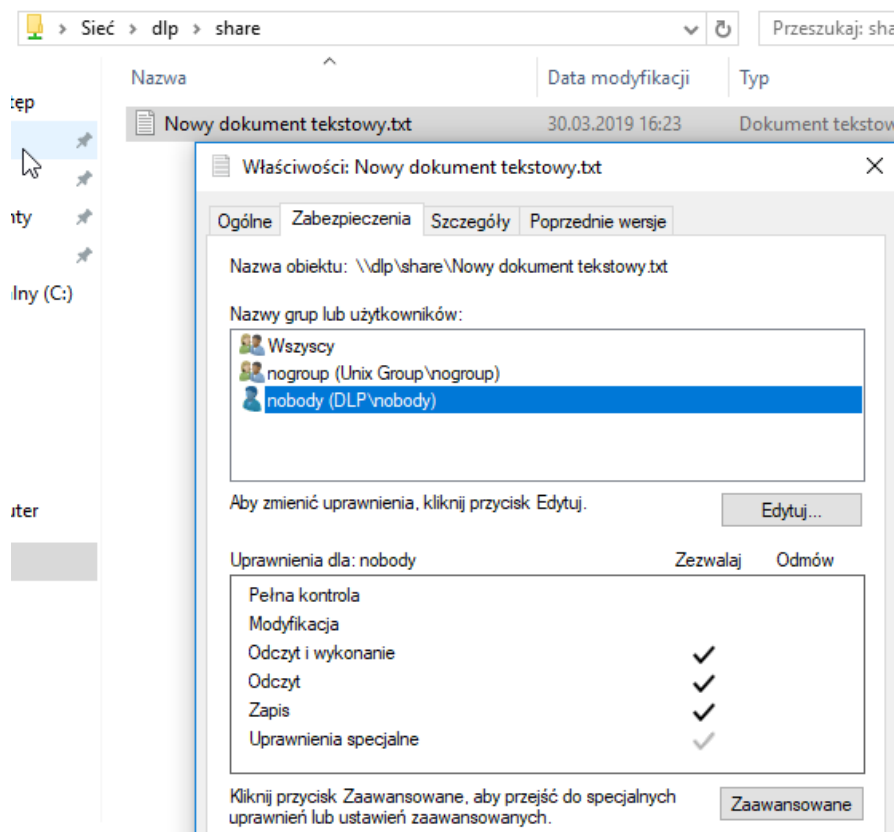 Sieć > dlp > share
Przeszukaj: sha
Nazwa Data modyfikacji Typ
tęp
Nowy dokument tekstowy.txt 30.03.2019 16:23 Dokument tekstow
Właściwości: Nowy dokument tekstowy.txt
nty
lny (C:)
uter
Ogólne Zabezpieczenia Szczegóły Poprzednie wersje
Nazwa obiektu: \\dlp\share\Nowy dokument tekstowy.txt
Nazwy grup lub użytkowników:
Wszyscy
nogroup (Unix Group\nogroup)
nobody (DLP\nobody)
Aby zmienić uprawnienia, kliknij przycisk Edytuj.
Edytuj...
Uprawnienia dla: nobody Zezwalaj Odmów
Pełna kontrola
Modyfikacja
Odczyt i wykonanie
Odczyt
Zapis
Uprawnienia specjalne
Kliknij przycisk Zaawansowane, aby przejść do specjalnych
uprawnień lub ustawień zaawansowanych.
Zaawansowane